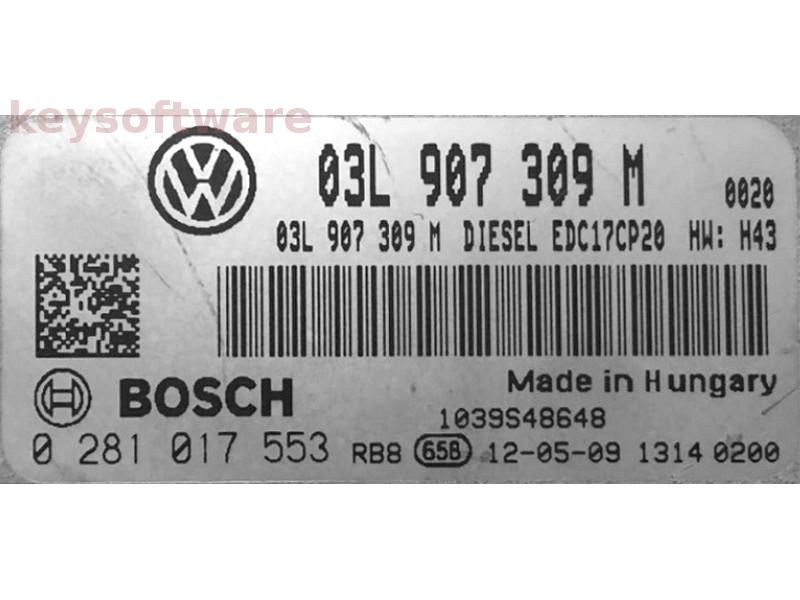 keysoftware
03L 907 309 M 0020
03L 907 309 M DIESEL EDC17CP20 HW: H43
Made in Hungary
BOSCH
1039S48648
0 281 017 553 RB8 65B 12-05-09 1314 0200